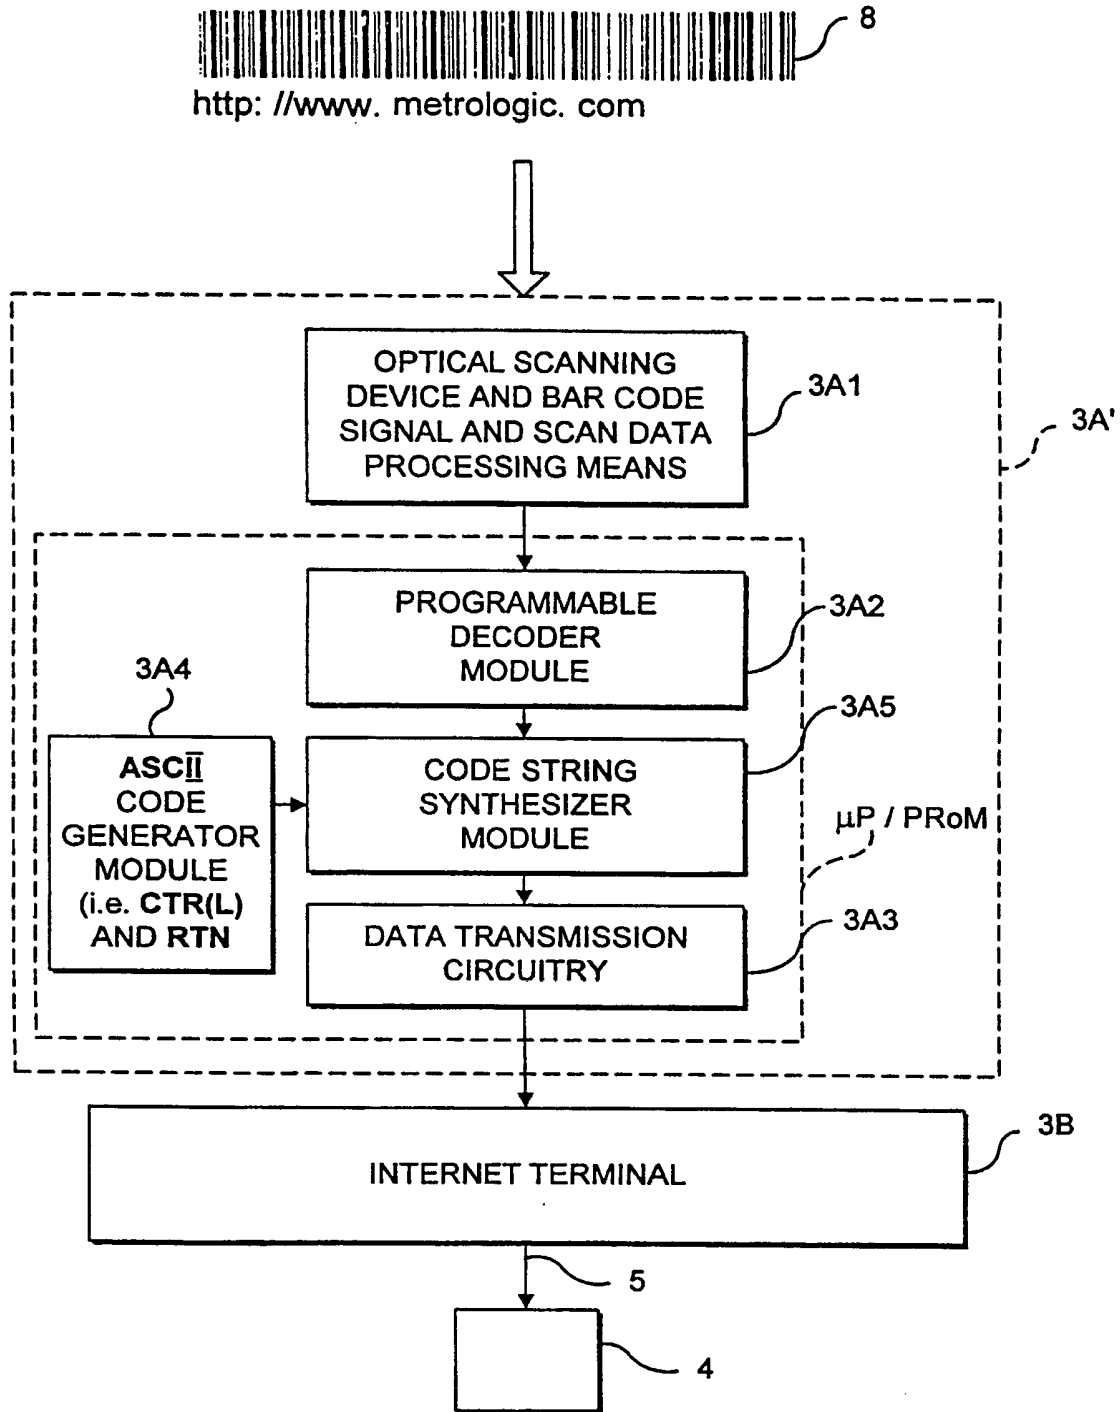 8
http: //www. metrologic. com
OPTICAL SCANNING
DEVICE AND BAR CODE
SIGNAL AND SCAN DATA
PROCESSING MEANS
3A1
3A'
PROGRAMMABLE
DECODER
MODULE
3A2
3A4
3A5
ASCII
CODE
GENERATOR
MODULE
(i.e. CTR(L)
AND RTN
CODE STRING
SYNTHESIZER
MODULE
μP / PRoM
DATA TRANSMISSION
CIRCUITRY
3A3
INTERNET TERMINAL
3B
5
4